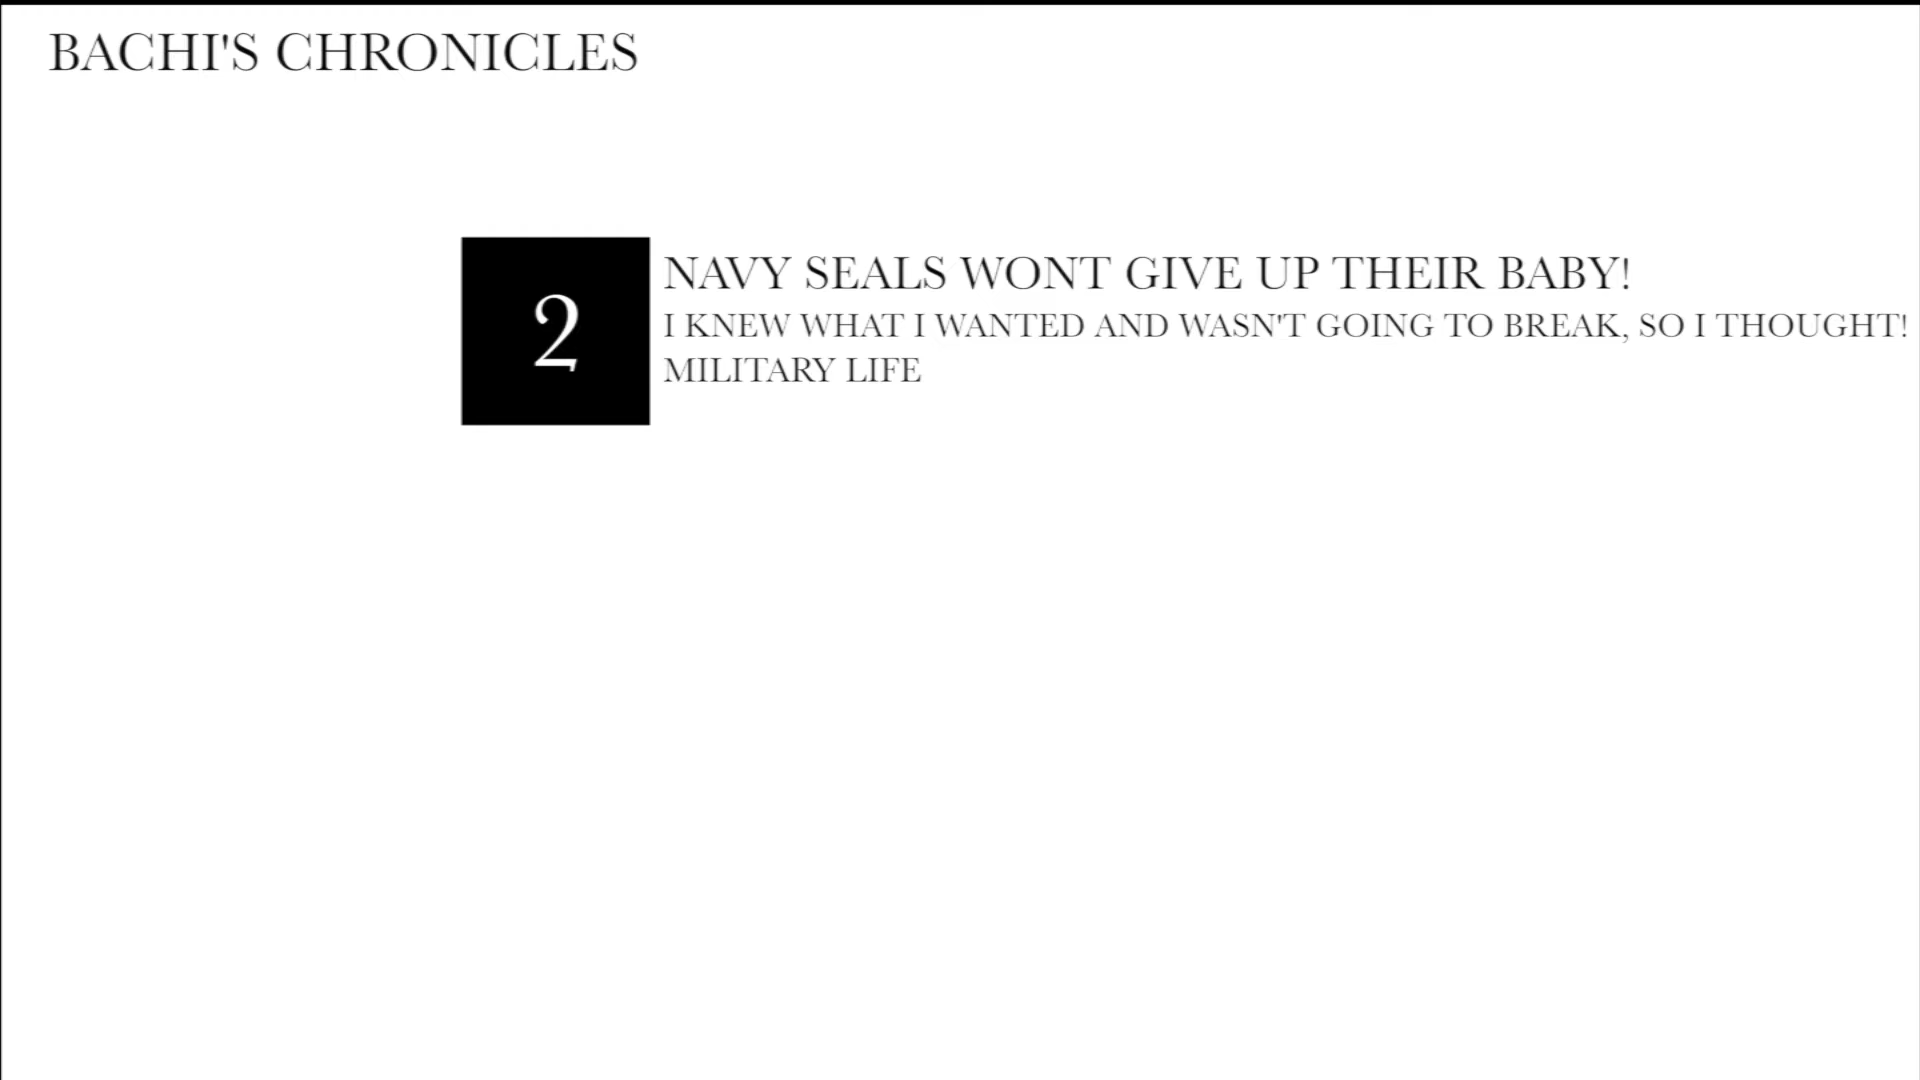 BACHI'S CHRONICLES
2
NAVY SEALS WONT GIVE UP THEIR BABY!
I KNEW WHAT I WANTED AND WASN'T GOING TO BREAK, SO I THOUGHT!
MILITARY LIFE